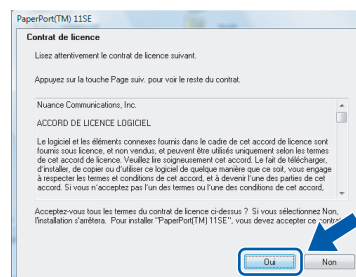 PaperPort(TM) 11SE
Contrat de licence
Lisez attentivement le contrat de licence suivant.
Appuyez sur la touche Page suiv. pour voir le reste du contrat.
Nuance Communications, Inc.
ACCORD DE LICENCE LOGICIEL
Le logiciel et les éléments connexes fournis dans le cadre de cet accord de licence sont
fournis sous licence, et non vendus, et peuvent être utilisés uniquement selon les termes
de cet accord de licence. Veuillez lire soigneusement cet accord. Le fait de télécharger,
d'installer, de copier ou d'utiliser ce logiciel de quelque manière que ce soit, vous engage
à respecter les termes et conditions de cet accord, et à devenir l'une des parties de cet
accord. Si vous n'acceptez pas l'un des termes ou l'une des conditions de cet accord,
Acceptez-vous tous les termes du contrat de licence ci-dessus ? Si vous sélectionnez Non,
l'installation s'arrêtera. Pour installer "PaperPort(TM) 11SE", vous devez accepter ce
Oui
Non